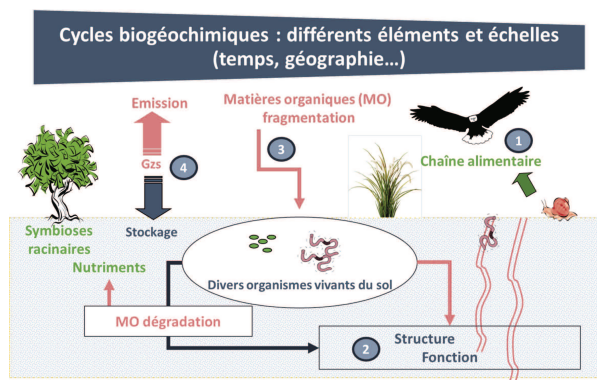 Cycles biogéochimiques : différents éléments et échelles
(temps, géographie…)
Emission
Matières organiques (MO)
fragmentation
1
Chaîne alimentaire
3
Gzs
4
Symbioses
racinaires
Stockage
Nutriments
Divers organismes vivants du sol
MO dégradation
2
Structure
Fonction